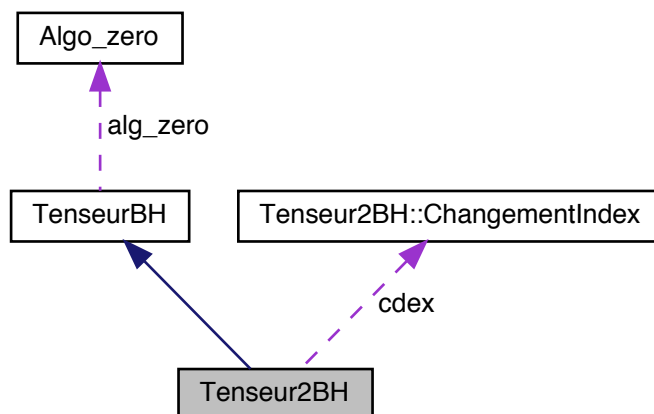 Algo_zero
alg_zero
TenseurBH
Tenseur2BH::ChangementIndex
cdex
Tenseur2BH